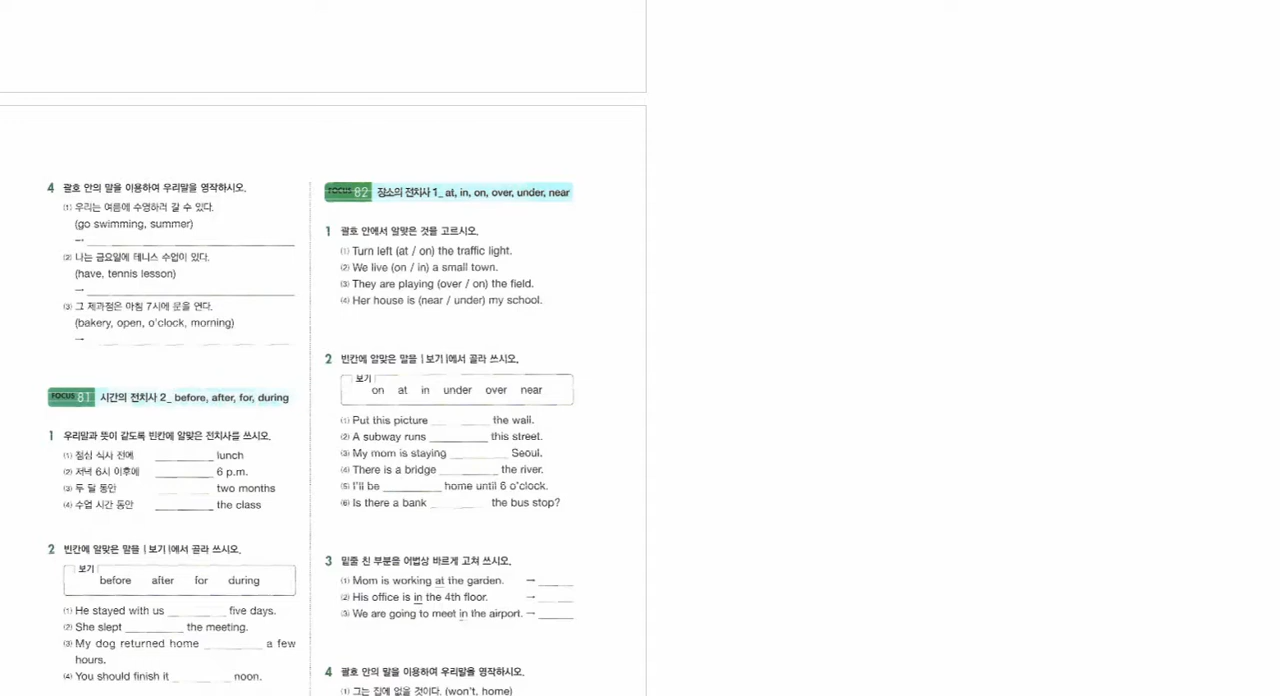 4 괄호 안의 말을 이용하여 우리말을 영작하시오.
(1) 우리는 여름에 수영하러 갈 수 있다.
(go swimming, summer)
→
(2) 나는 금요일에 테니스 수업이 있다.
(have, tennis lesson)
→
(3) 그 제과점은 아침 7시에 문을 연다.
(bakery, open, o'clock, morning)
→
FOCUS 81 시간의 전치사 2_ before, after, for, during
1 우리말과 뜻이 같도록 빈칸에 알맞은 전치사를 쓰시오.
(1) 점심 식사 전에 ________ lunch
(2) 저녁 6시 이후에 ________ 6 p.m.
(3) 두 달 동안 ________ two months
(4) 수업 시간 동안 ________ the class
2 빈칸에 알맞은 말을 |보기|에서 골라 쓰시오.
보기
before after for during
(1) He stayed with us ________ five days.
(2) She slept ________ the meeting.
(3) My dog returned home ________ a few
hours.
(4) You should finish it ________ noon.
FOCUS 82 장소의 전치사 1_ at, in, on, over, under, near
1 괄호 안에서 알맞은 것을 고르시오.
(1) Turn left (at / on) the traffic light.
(2) We live (on / in) a small town.
(3) They are playing (over / on) the field.
(4) Her house is (near / under) my school.
2 빈칸에 알맞은 말을 |보기|에서 골라 쓰시오.
보기
on at in under over near
(1) Put this picture ________ the wall.
(2) A subway runs ________ this street.
(3) My mom is staying ________ Seoul.
(4) There is a bridge ________ the river.
(5) I'll be ________ home until 6 o'clock.
(6) Is there a bank ________ the bus stop?
3 밑줄 친 부분을 어법상 바르게 고쳐 쓰시오.
(1) Mom is working at the garden. → ____
(2) His office is in the 4th floor. → ____
(3) We are going to meet in the airport. → ____
4 괄호 안의 말을 이용하여 우리말을 영작하시오.
(1) 그는 집에 없을 것이다. (won't, home)